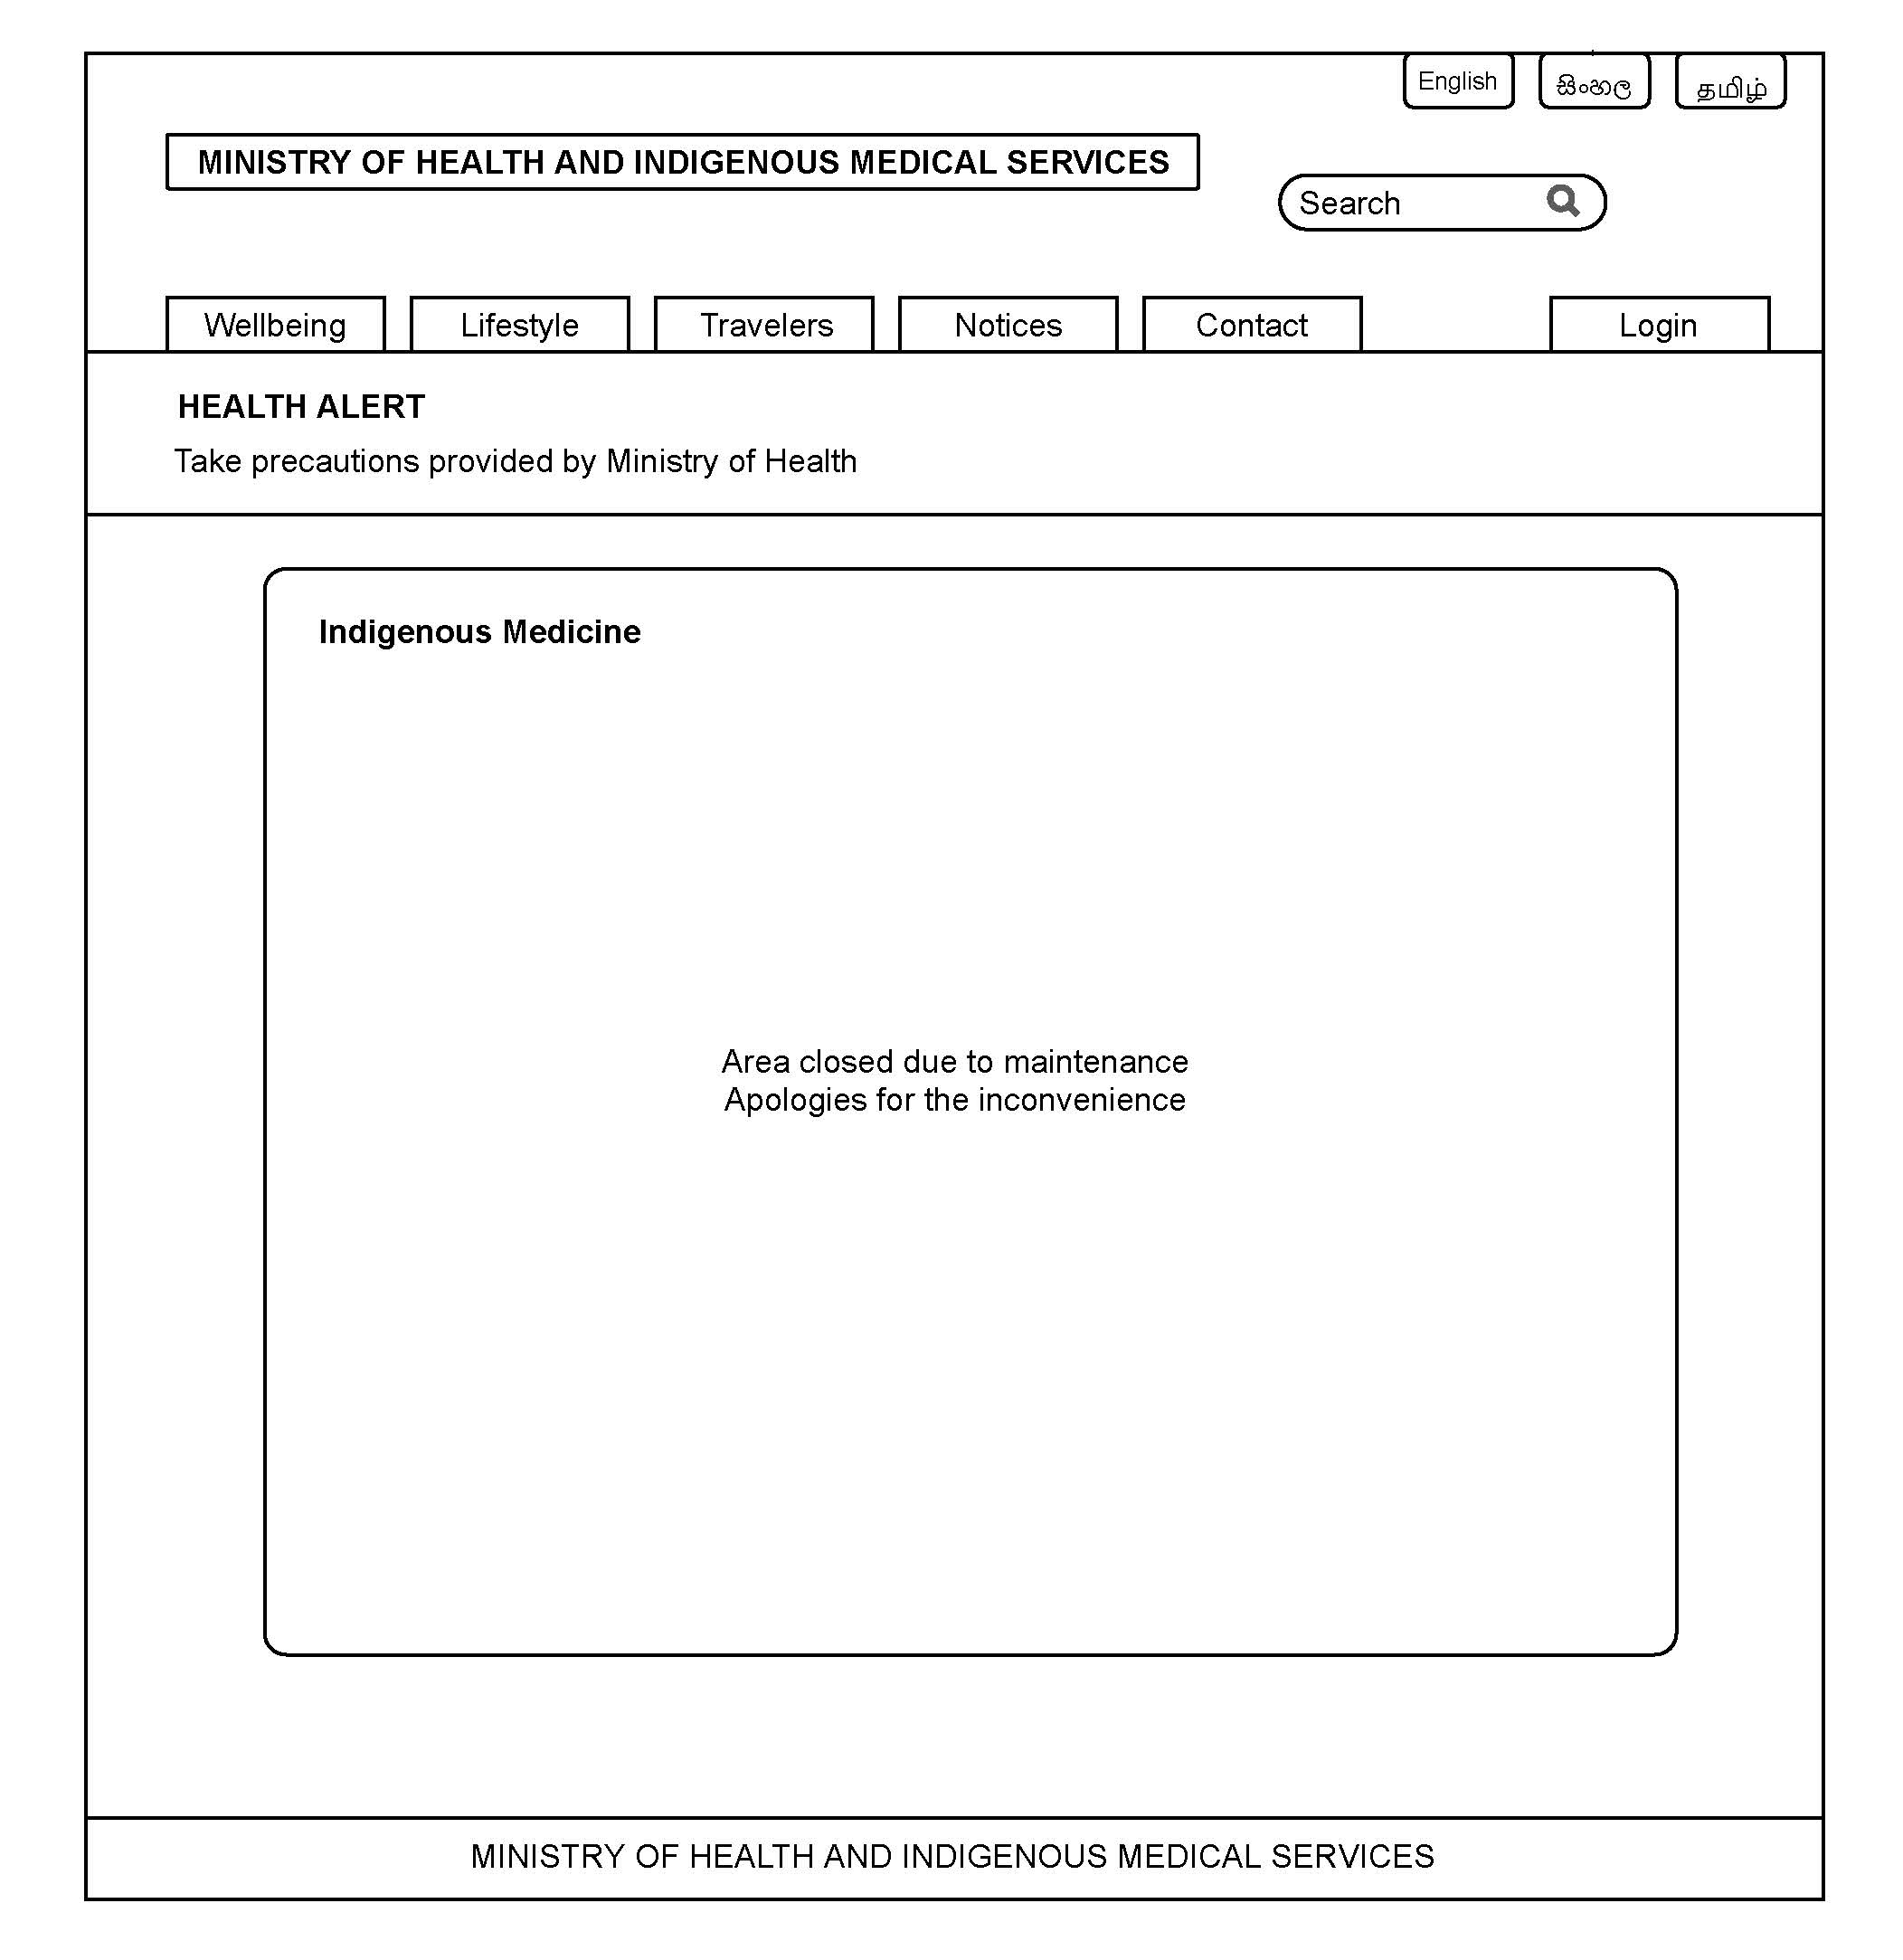 English සිංහල தமிழ்
MINISTRY OF HEALTH AND INDIGENOUS MEDICAL SERVICES
Search
Wellbeing Lifestyle Travelers Notices Contact Login
HEALTH ALERT
Take precautions provided by Ministry of Health
Indigenous Medicine
Area closed due to maintenance
Apologies for the inconvenience
MINISTRY OF HEALTH AND INDIGENOUS MEDICAL SERVICES